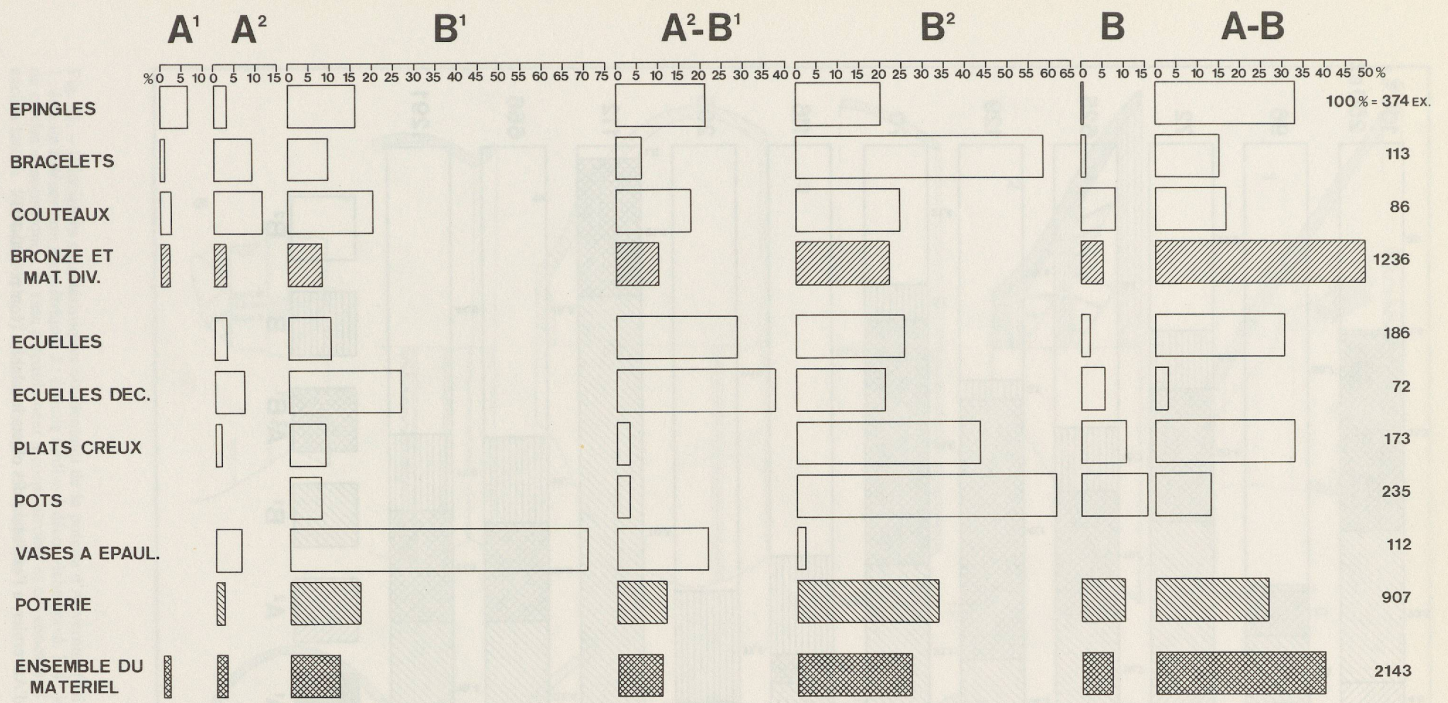 A¹ A² B¹ A²-B¹ B² B A-B
% 0 5 10 0 5 10 15 0 5 10 15 20 25 30 35 40 45 50 55 60 65 70 75 0 5 10 15 20 25 30 35 40 0 5 10 15 20 25 30 35 40 45 50 55 60 65 0 5 10 15 0 5 10 15 20 25 30 35 40 45 50 %
EPINGLES 100 % = 374 EX.
BRACELETS 113
COUTEAUX 86
BRONZE ET
MAT. DIV. 1236
ECUELLES 186
ECUELLES DEC. 72
PLATS CREUX 173
POTS 235
VASES A EPAUL. 112
POTERIE 907
ENSEMBLE DU
MATERIEL 2143